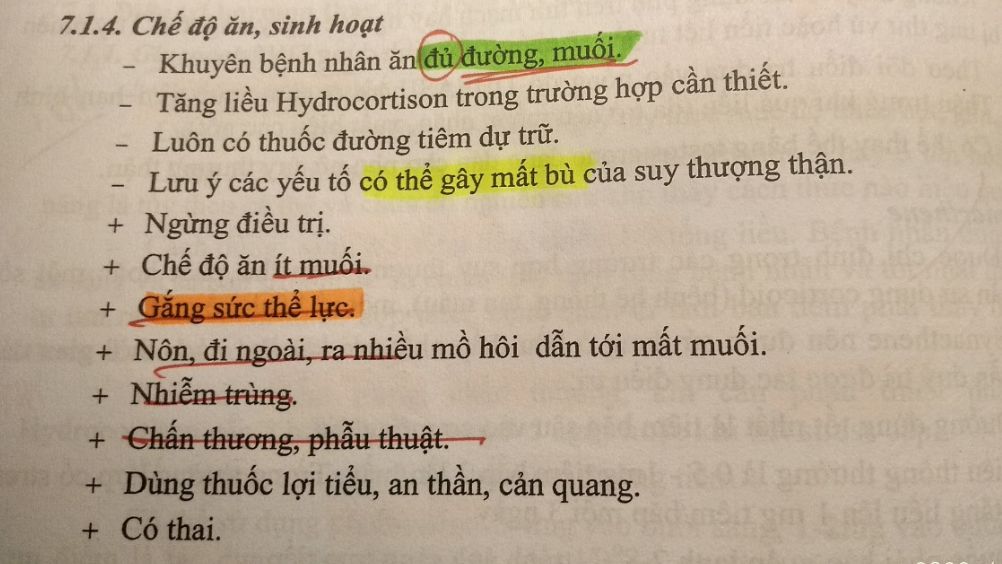 7.1.4. Chế độ ăn, sinh hoạt
– Khuyên bệnh nhân ăn đủ đường, muối.
– Tăng liều Hydrocortison trong trường hợp cần thiết.
– Luôn có thuốc đường tiêm dự trữ.
– Lưu ý các yếu tố có thể gây mất bù của suy thượng thận.
+ Ngừng điều trị.
+ Chế độ ăn ít muối.
+ Gắng sức thể lực.
+ Nôn, đi ngoài, ra nhiều mồ hôi dẫn tới mất muối.
+ Nhiễm trùng.
+ Chấn thương, phẫu thuật.
+ Dùng thuốc lợi tiểu, an thần, cản quang.
+ Có thai.